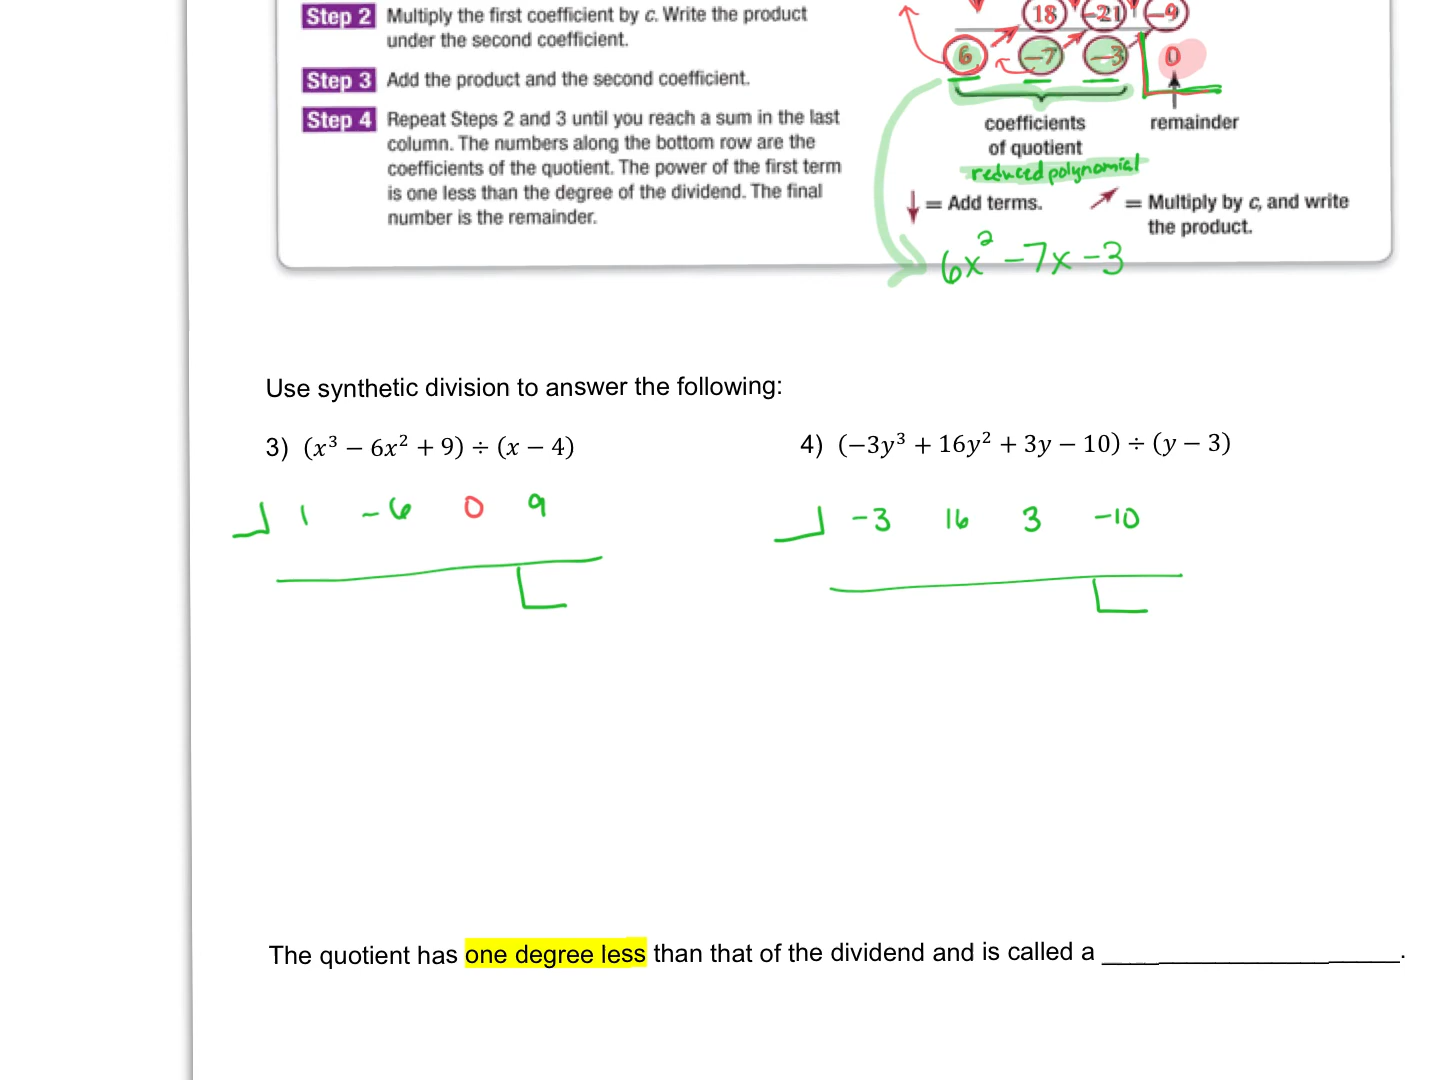 18 -21 -9
Step 2 Multiply the first coefficient by c. Write the product
under the second coefficient.
6 -7 -3 0
Step 3 Add the product and the second coefficient.
Step 4 Repeat Steps 2 and 3 until you reach a sum in the last
column. The numbers along the bottom row are the
coefficients of the quotient. The power of the first term
is one less than the degree of the dividend. The final
number is the remainder.
coefficients
of quotient
remainder
reduced polynomial
↓ = Add terms.
↗ = Multiply by c, and write
the product.
6x² -7x -3
Use synthetic division to answer the following:
3) (x³ − 6x² + 9) ÷ (x − 4)
1 -6 0 9
4) (−3y³ + 16y² + 3y − 10) ÷ (y − 3)
-3 16 3 -10
The quotient has one degree less than that of the dividend and is called a ______________________.